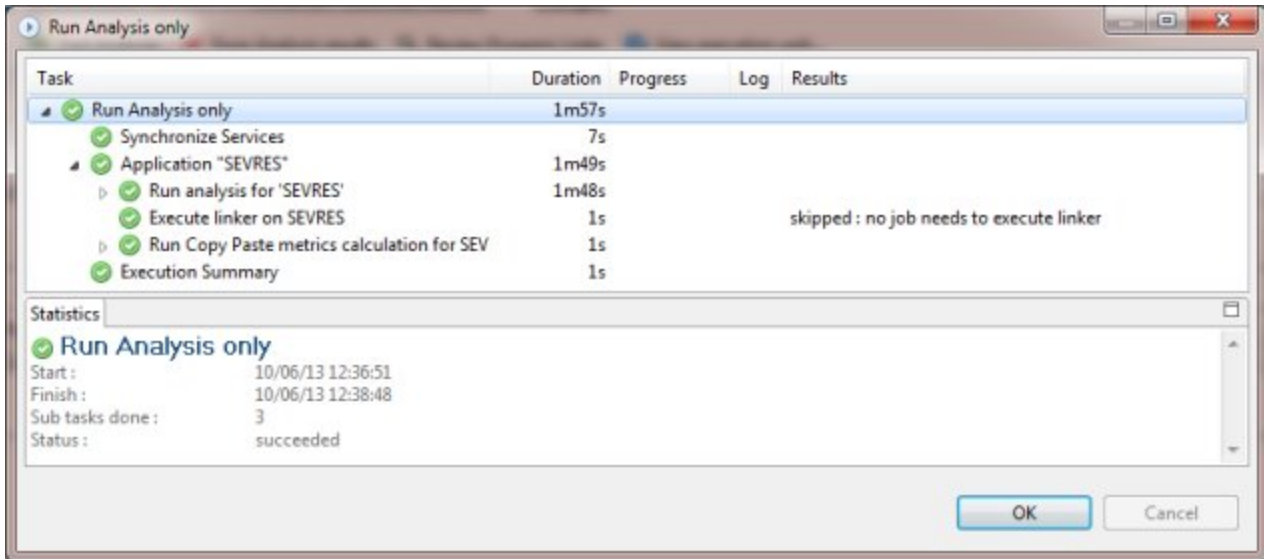 Run Analysis only
Task Duration Progress Log Results
Run Analysis only 1m57s
Synchronize Services 7s
Application "SEVRES" 1m49s
Run analysis for 'SEVRES' 1m48s
Execute linker on SEVRES 1s skipped : no job needs to execute linker
Run Copy Paste metrics calculation for SEV 1s
Execution Summary 1s
Statistics
Run Analysis only
Start : 10/06/13 12:36:51
Finish : 10/06/13 12:38:48
Sub tasks done : 3
Status : succeeded
OK Cancel